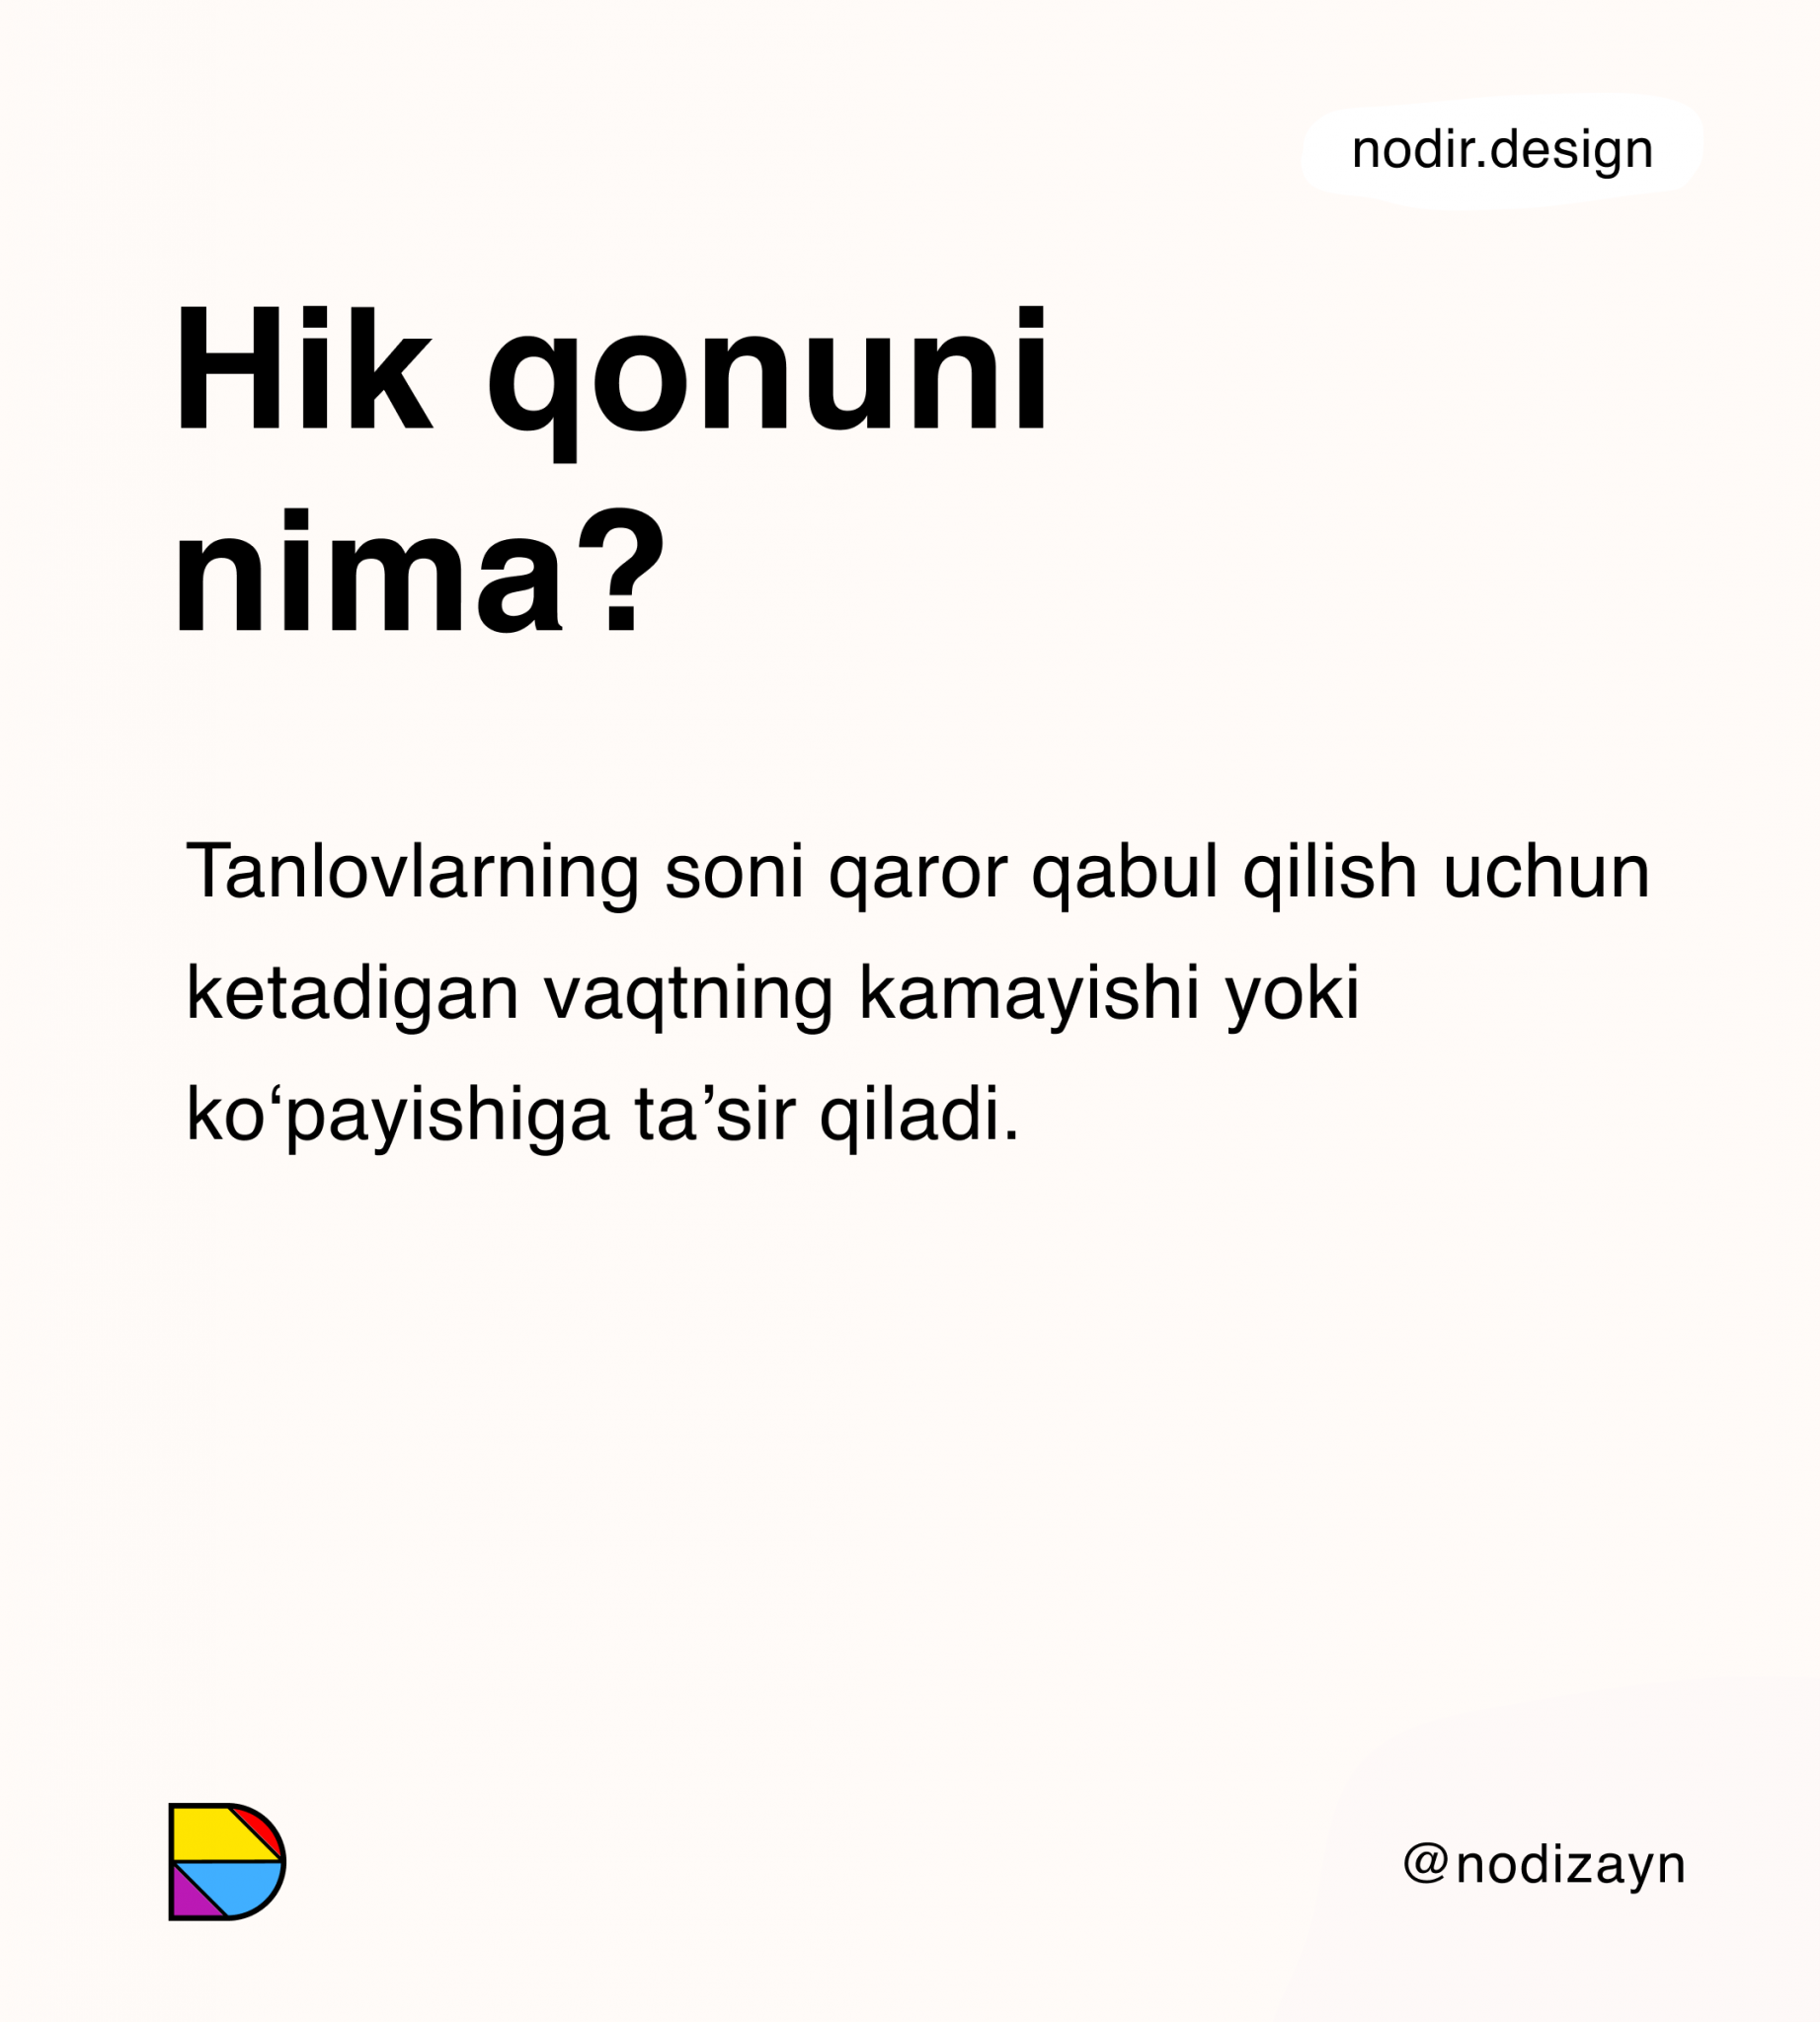 nodir.design
Hik qonuni
nima?
Tanlovlarning soni qaror qabul qilish uchun
ketadigan vaqtning kamayishi yoki
ko‘payishiga ta’sir qiladi.
@nodizayn